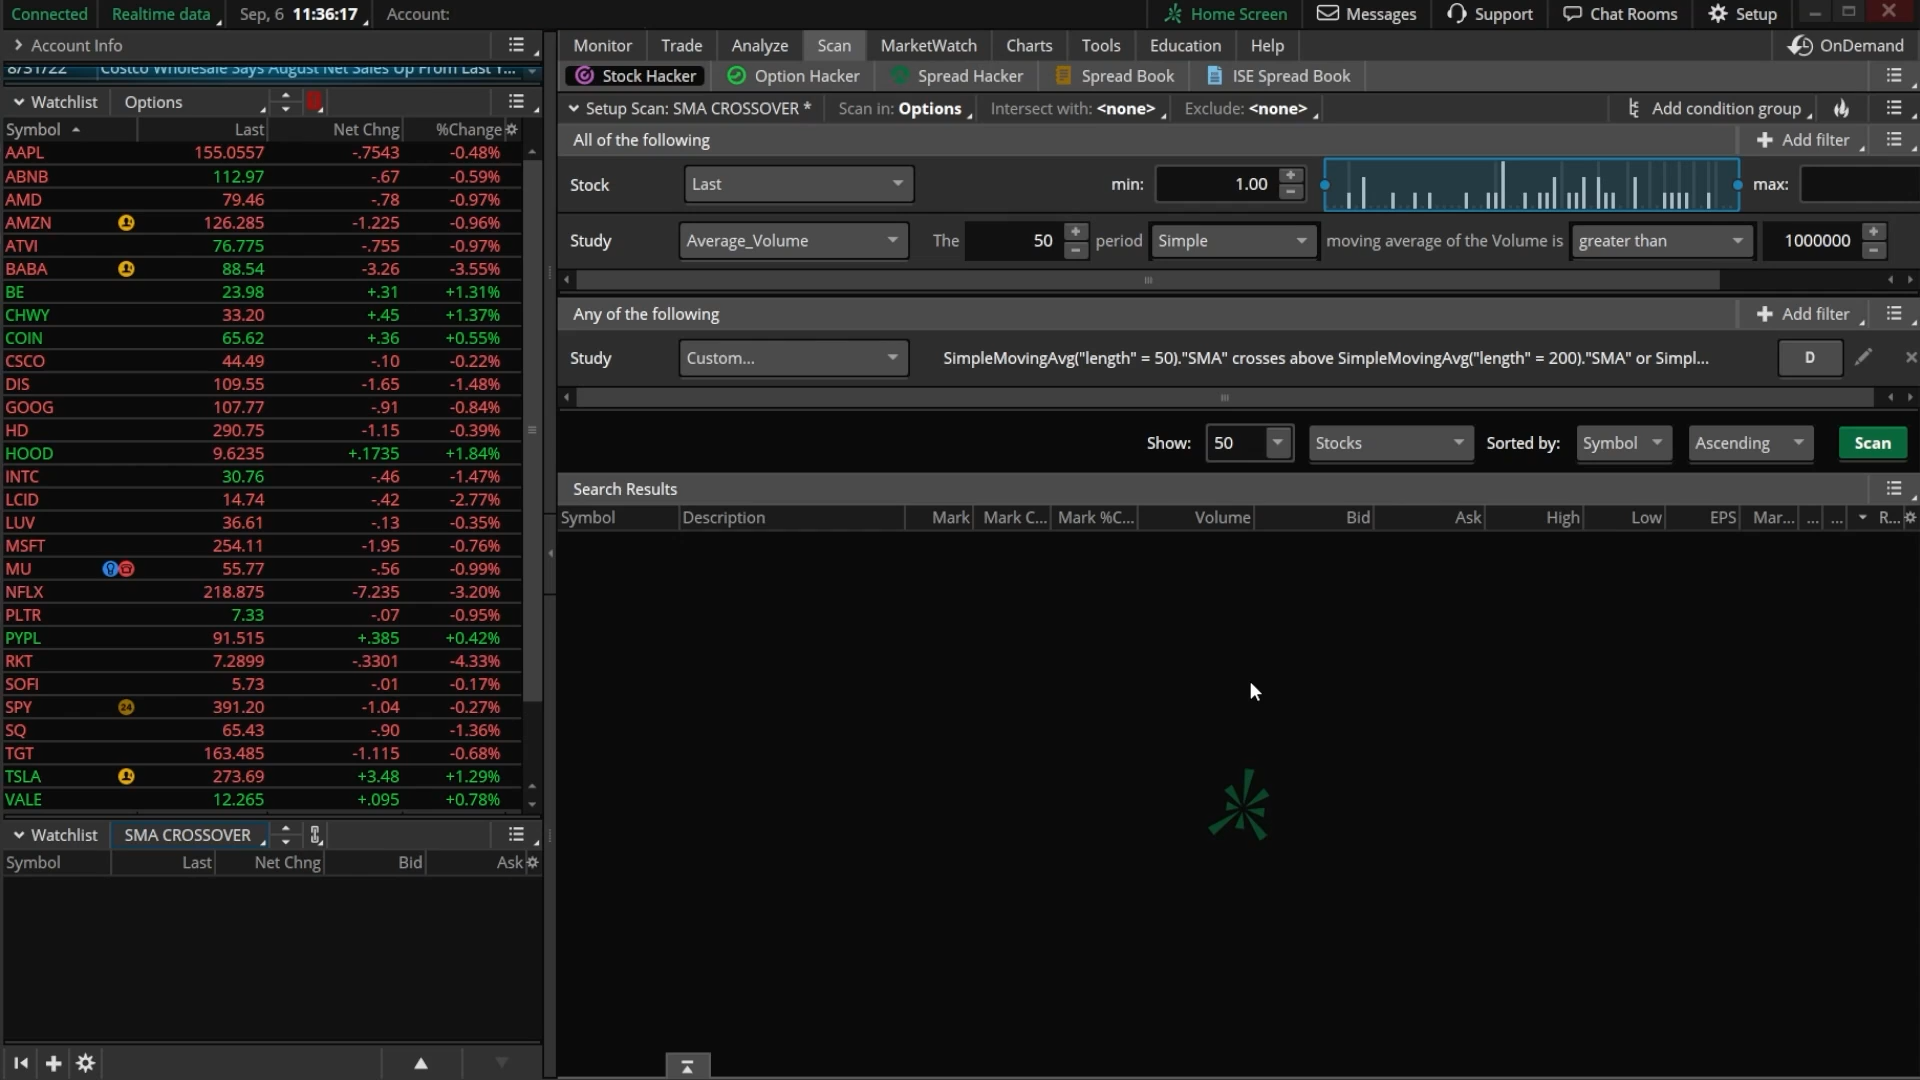 Connected Realtime data Sep, 6 11:36:17 Account: Home Screen Messages Support Chat Rooms Setup
Account Info Monitor Trade Analyze Scan MarketWatch Charts Tools Education Help OnDemand
8/31/22 Costco Wholesale Says August Net Sales Up From Last Y... Stock Hacker Option Hacker Spread Hacker Spread Book ISE Spread Book
Watchlist Options
Setup Scan: SMA CROSSOVER * Scan in: Options Intersect with: <none> Exclude: <none> Add condition group
Symbol Last Net Chng %Change
All of the following Add filter
Stock Last min: 1.00 max:
Study Average_Volume The 50 period Simple moving average of the Volume is greater than 1000000
Any of the following Add filter
Study Custom... SimpleMovingAvg("length" = 50)."SMA" crosses above SimpleMovingAvg("length" = 200)."SMA" or Simpl... D
Show: 50 Stocks Sorted by: Symbol Ascending Scan
Search Results
Symbol Description Mark Mark C... Mark %C... Volume Bid Ask High Low EPS Mar... ... ... R...
AAPL 155.0557 -.7543 -0.48%
ABNB 112.97 -.67 -0.59%
AMD 79.46 -.78 -0.97%
AMZN 126.285 -1.225 -0.96%
ATVI 76.775 -.755 -0.97%
BABA 88.54 -3.26 -3.55%
BE 23.98 +.31 +1.31%
CHWY 33.20 +.45 +1.37%
COIN 65.62 +.36 +0.55%
CSCO 44.49 -.10 -0.22%
DIS 109.55 -1.65 -1.48%
GOOG 107.77 -.91 -0.84%
HD 290.75 -1.15 -0.39%
HOOD 9.6235 +.1735 +1.84%
INTC 30.76 -.46 -1.47%
LCID 14.74 -.42 -2.77%
LUV 36.61 -.13 -0.35%
MSFT 254.11 -1.95 -0.76%
MU 55.77 -.56 -0.99%
NFLX 218.875 -7.235 -3.20%
PLTR 7.33 -.07 -0.95%
PYPL 91.515 +.385 +0.42%
RKT 7.2899 -.3301 -4.33%
SOFI 5.73 -.01 -0.17%
SPY 24 391.20 -1.04 -0.27%
SQ 65.43 -.90 -1.36%
TGT 163.485 -1.115 -0.68%
TSLA 273.69 +3.48 +1.29%
VALE 12.265 +.095 +0.78%
Watchlist SMA CROSSOVER
Symbol Last Net Chng Bid Ask